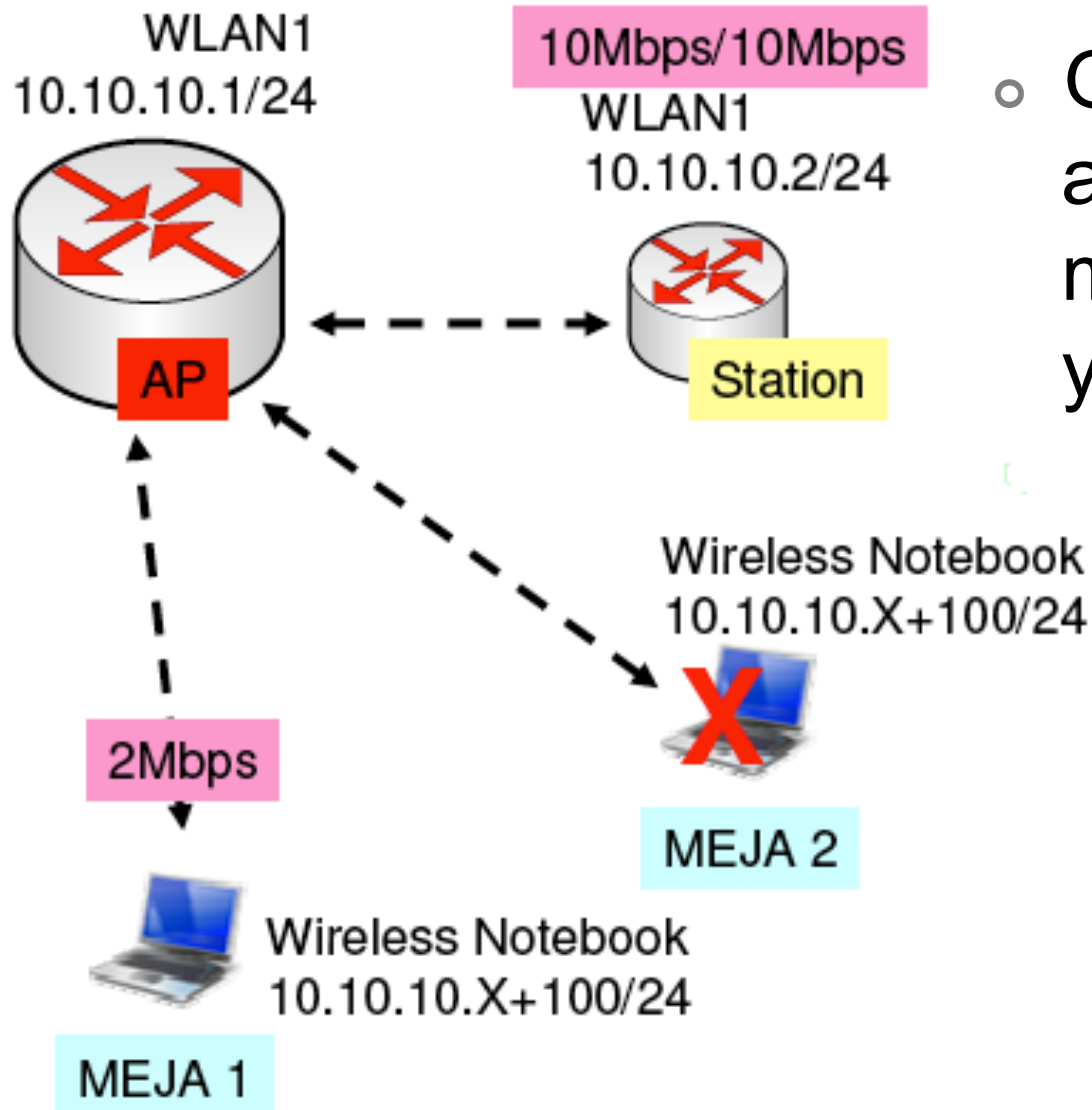 WLAN1
10.10.10.1/24
10Mbps/10Mbps
WLAN1
10.10.10.2/24
AP
Station
Wireless Notebook
10.10.10.X+100/24
X
MEJA 2
2Mbps
Wireless Notebook
10.10.10.X+100/24
MEJA 1